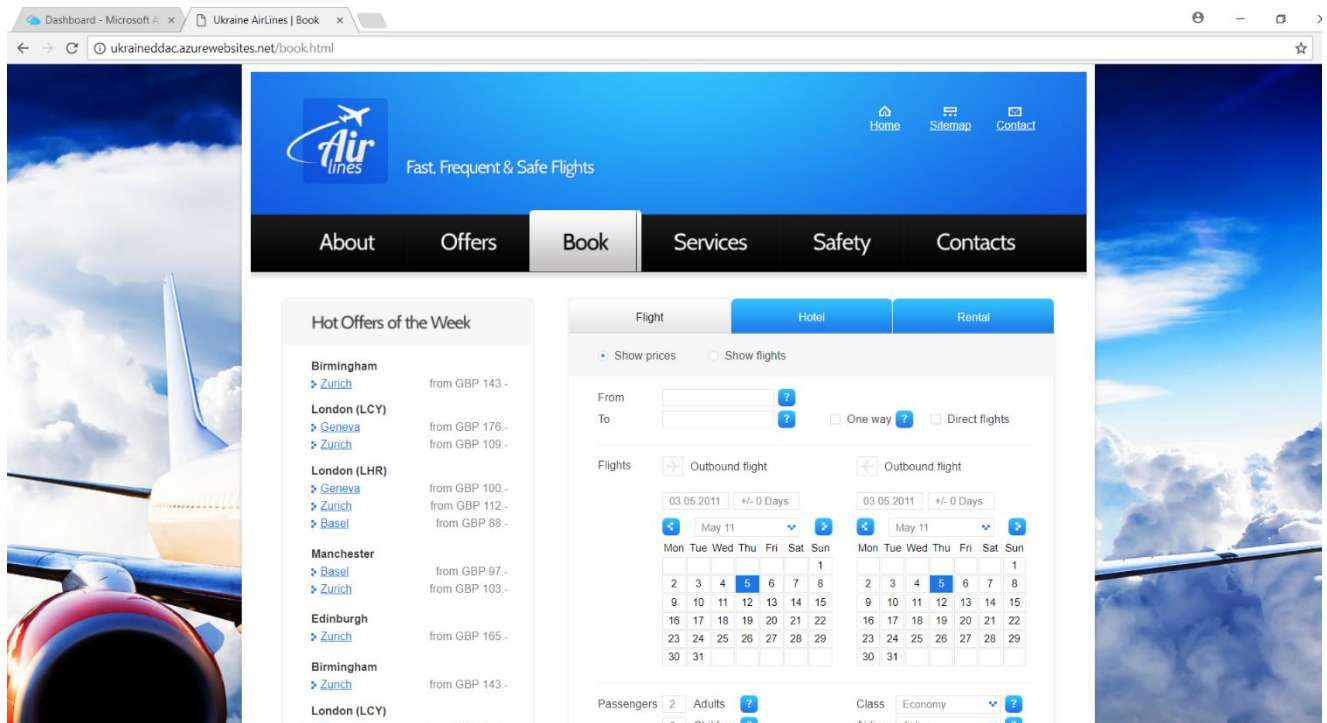 Dashboard - Microsoft A
Ukraine AirLines | Book
ukraineddac.azurewebsites.net/book.html
Air
lines
Fast, Frequent & Safe Flights
Home Sitemap Contact
About Offers Book Services Safety Contacts
Hot Offers of the Week
Birmingham
Zurich from GBP 143.-
London (LCY)
Geneva from GBP 176.-
Zurich from GBP 109.-
London (LHR)
Geneva from GBP 100.-
Zurich from GBP 112.-
Basel from GBP 88.-
Manchester
Basel from GBP 97.-
Zurich from GBP 103.-
Edinburgh
Zurich from GBP 165.-
Birmingham
Zurich from GBP 143.-
London (LCY)
Flight Hotel Rental
Show prices Show flights
From ?
To ? One way ? Direct flights
Flights Outbound flight Outbound flight
03.05.2011 +/- 0 Days 03.05.2011 +/- 0 Days
May 11 May 11
Mon Tue Wed Thu Fri Sat Sun Mon Tue Wed Thu Fri Sat Sun
1 1
2 3 4 5 6 7 8 2 3 4 5 6 7 8
9 10 11 12 13 14 15 9 10 11 12 13 14 15
16 17 18 19 20 21 22 16 17 18 19 20 21 22
23 24 25 26 27 28 29 23 24 25 26 27 28 29
30 31 30 31
Passengers 2 Adults ? Class Economy ?